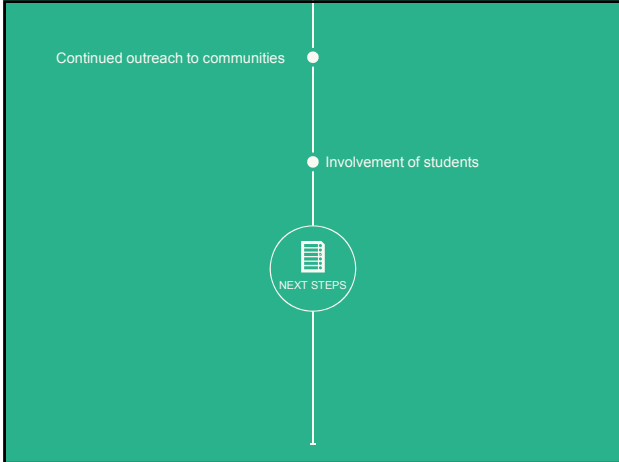 Continued outreach to communities
Involvement of students
NEXT STEPS